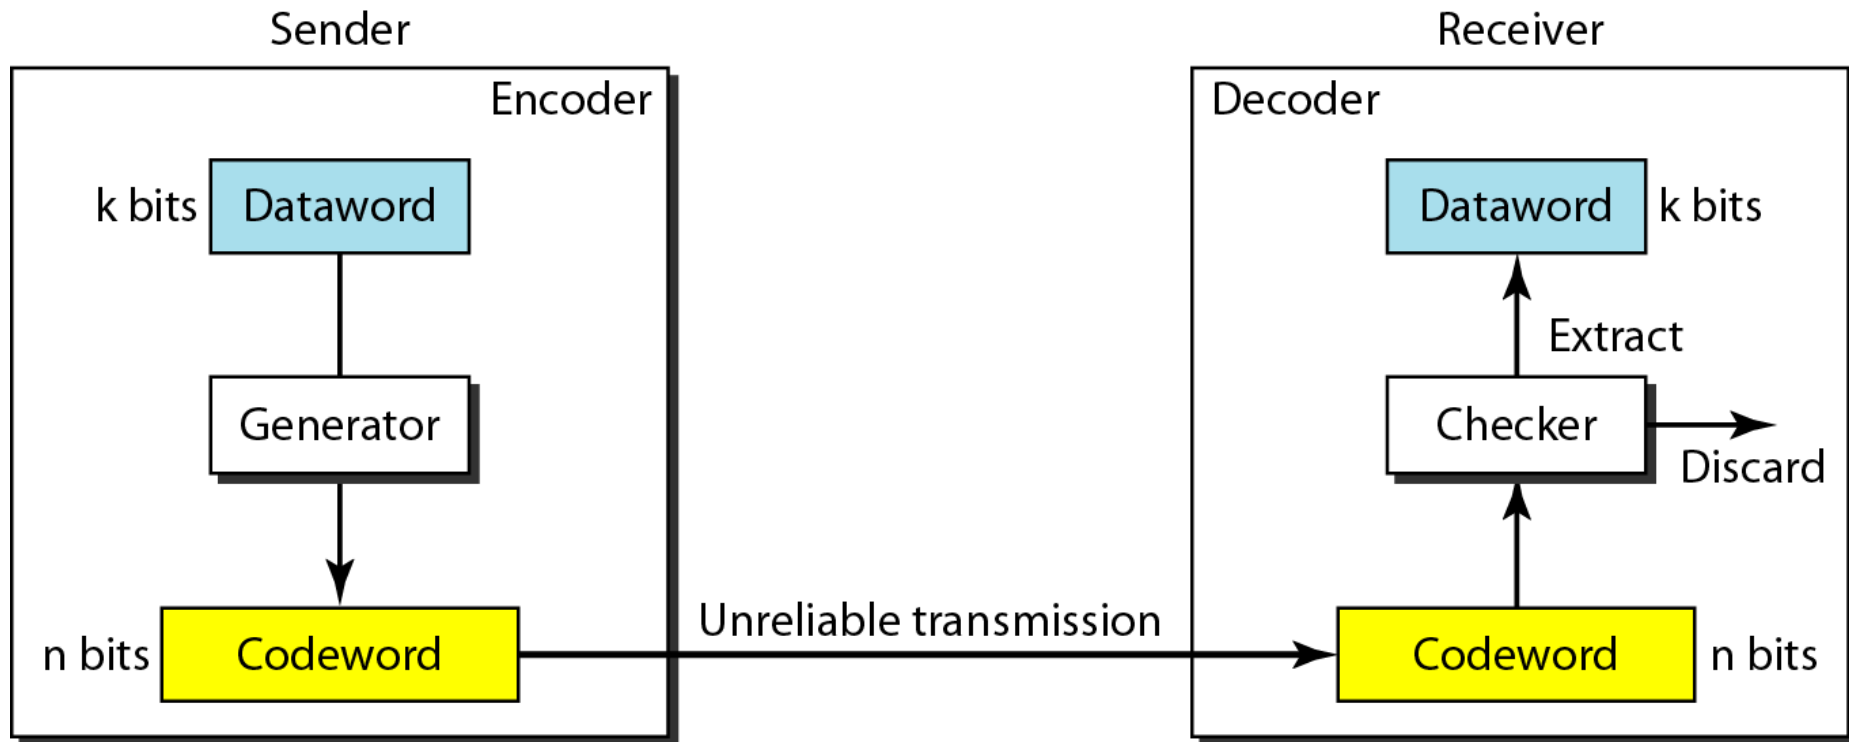 Sender
Receiver
Encoder
Decoder
k bits
Dataword
Dataword
k bits
Extract
Generator
Checker
Discard
Unreliable transmission
n bits
Codeword
Codeword
n bits